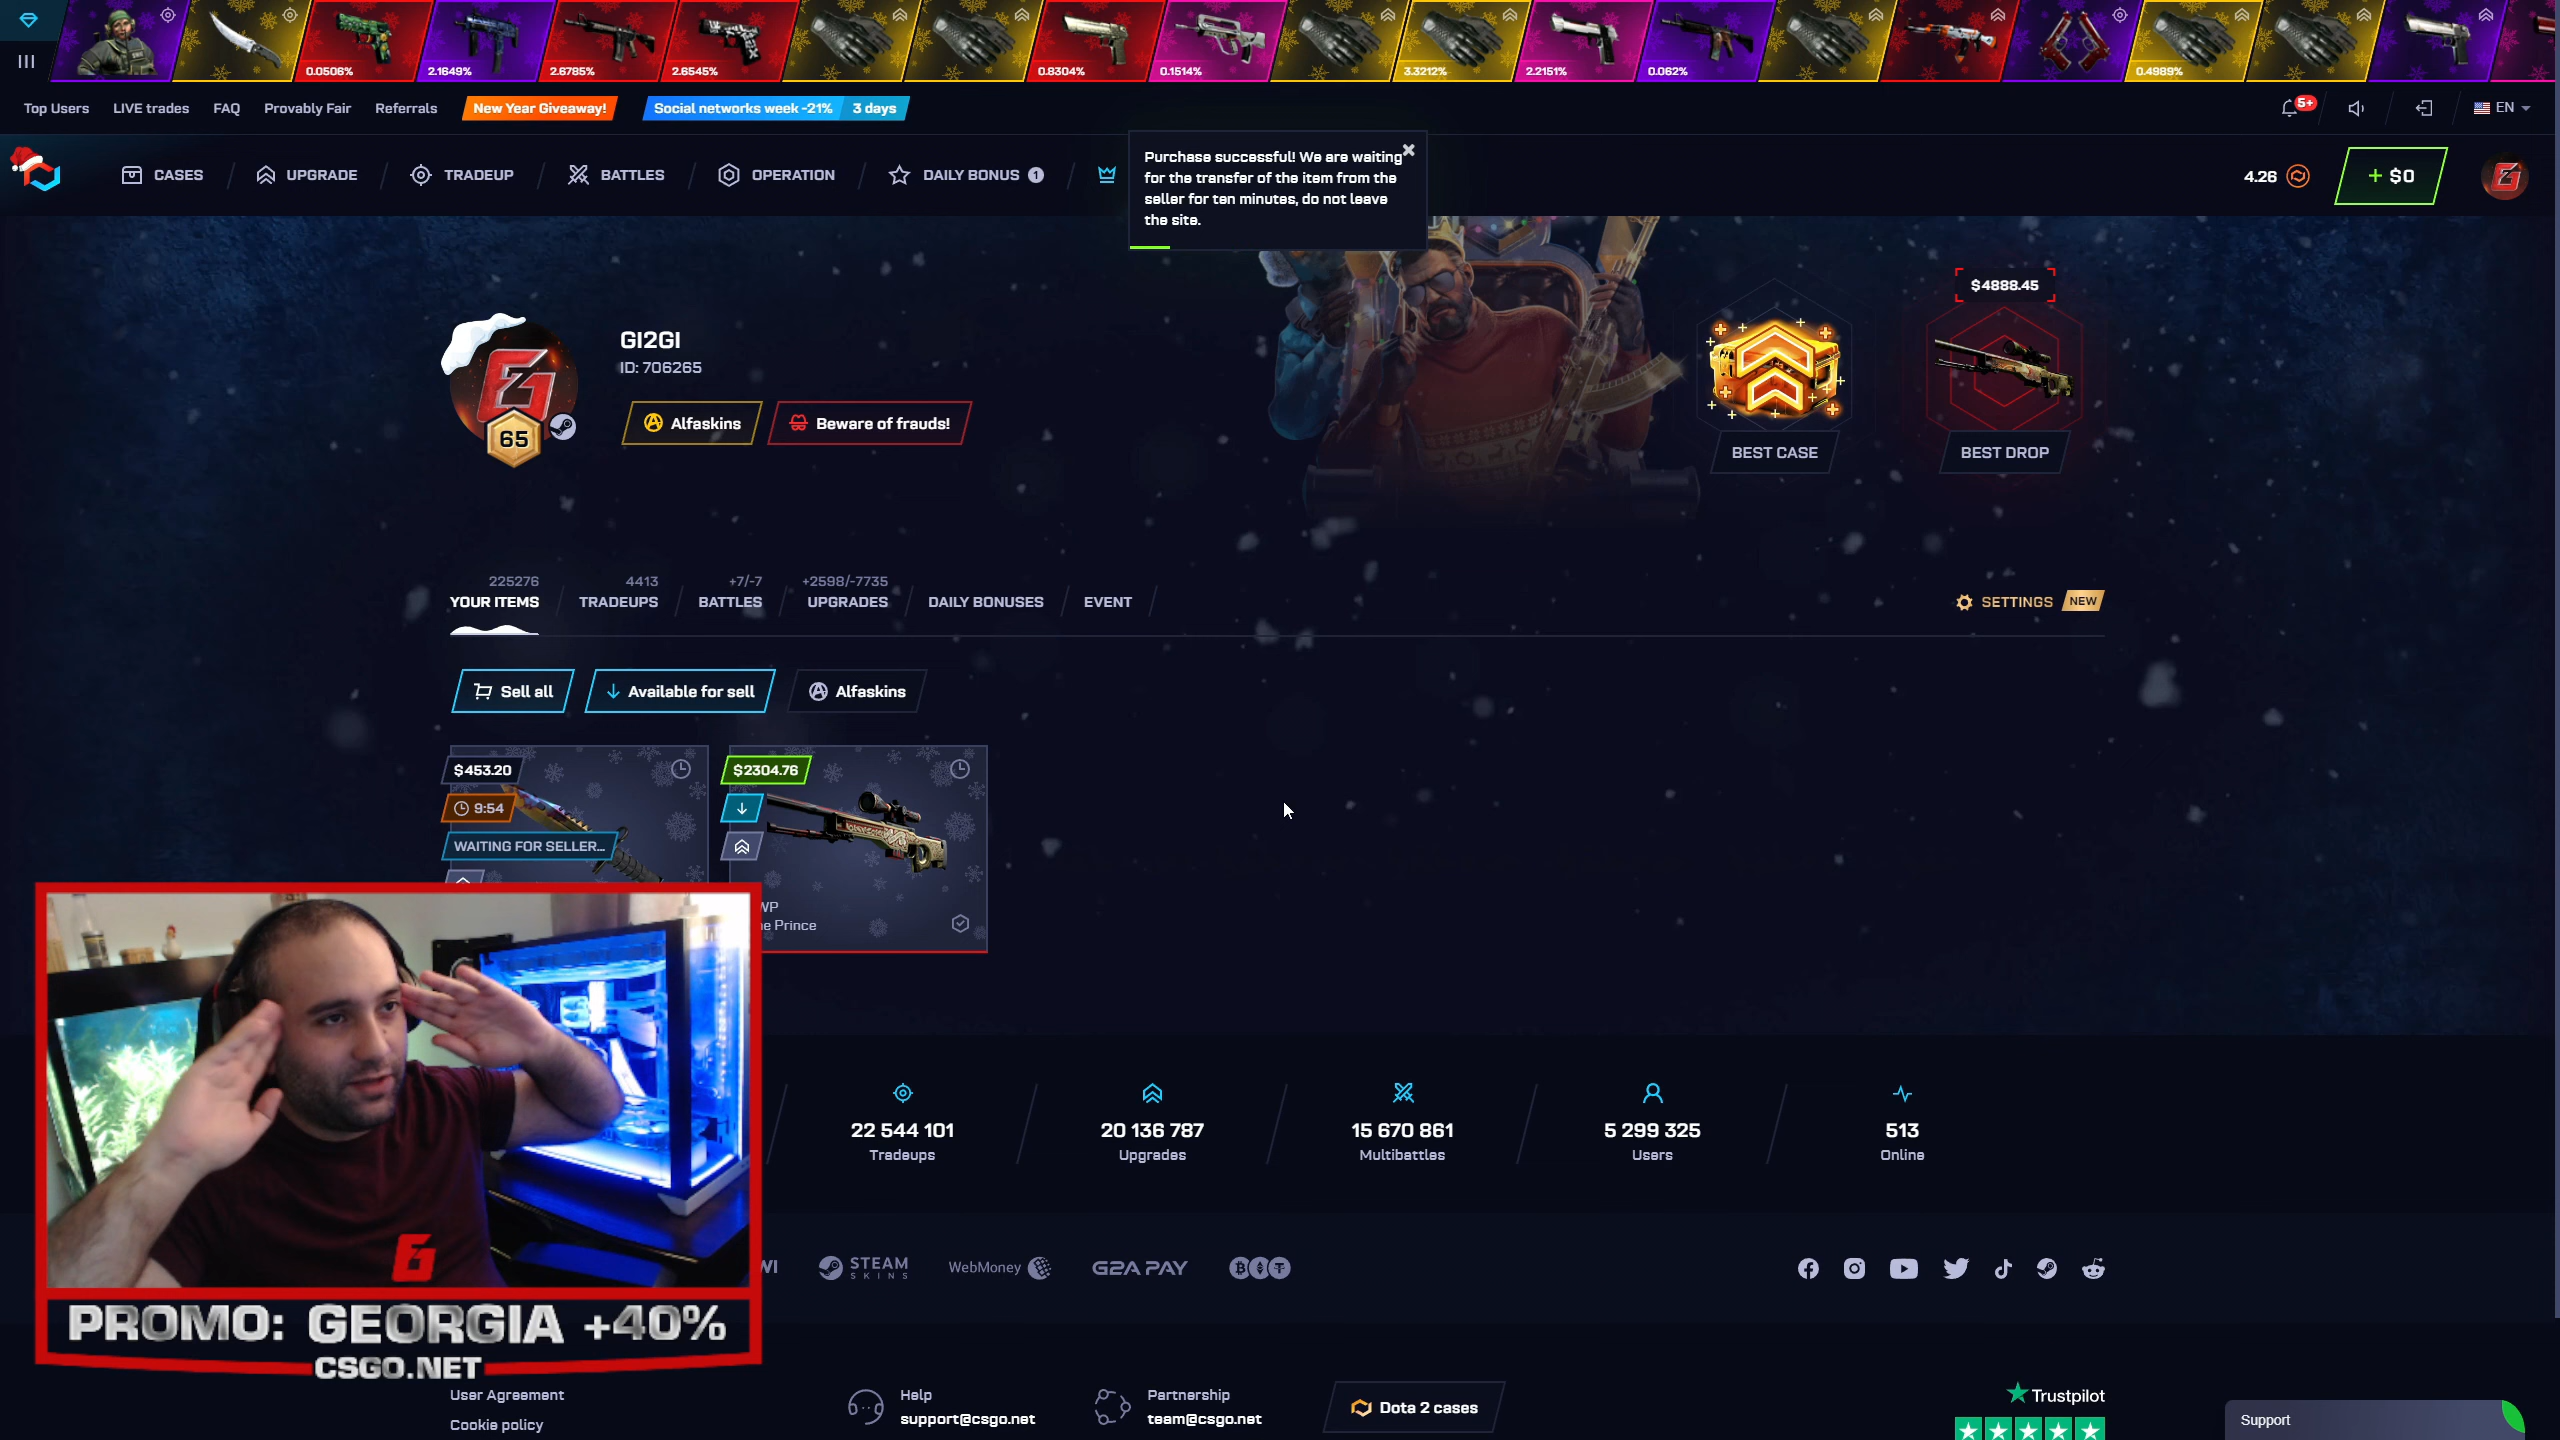 0.0506%
2.1649%
2.6785%
2.6545%
0.8304%
0.1514%
3.3212%
2.2151%
0.062%
0.4989%
Top Users
LIVE trades
FAQ
Provably Fair
Referrals
New Year Giveaway!
Social networks week -21%
3 days
5+
EN
CASES
UPGRADE
TRADEUP
BATTLES
OPERATION
DAILY BONUS 1
Purchase successful! We are waiting
for the transfer of the item from the
seller for ten minutes, do not leave
the site.
4.26
+ $0
GI2GI
ID: 706265
65
Alfaskins
Beware of frauds!
BEST CASE
$4888.45
BEST DROP
225276
YOUR ITEMS
4413
TRADEUPS
+7/-7
BATTLES
+2598/-7735
UPGRADES
DAILY BONUSES
EVENT
SETTINGS
NEW
Sell all
Available for sell
Alfaskins
$453.20
9:54
WAITING FOR SELLER...
$2304.76
WP
e Prince
22 544 101
Tradeups
20 136 787
Upgrades
15 670 861
Multibattles
5 299 325
Users
513
Online
WI
STEAM
SKINS
WebMoney
G2A PAY
PROMO: GEORGIA +40%
CSGO.NET
User Agreement
Cookie policy
Help
support@csgo.net
Partnership
team@csgo.net
Dota 2 cases
Trustpilot
Support